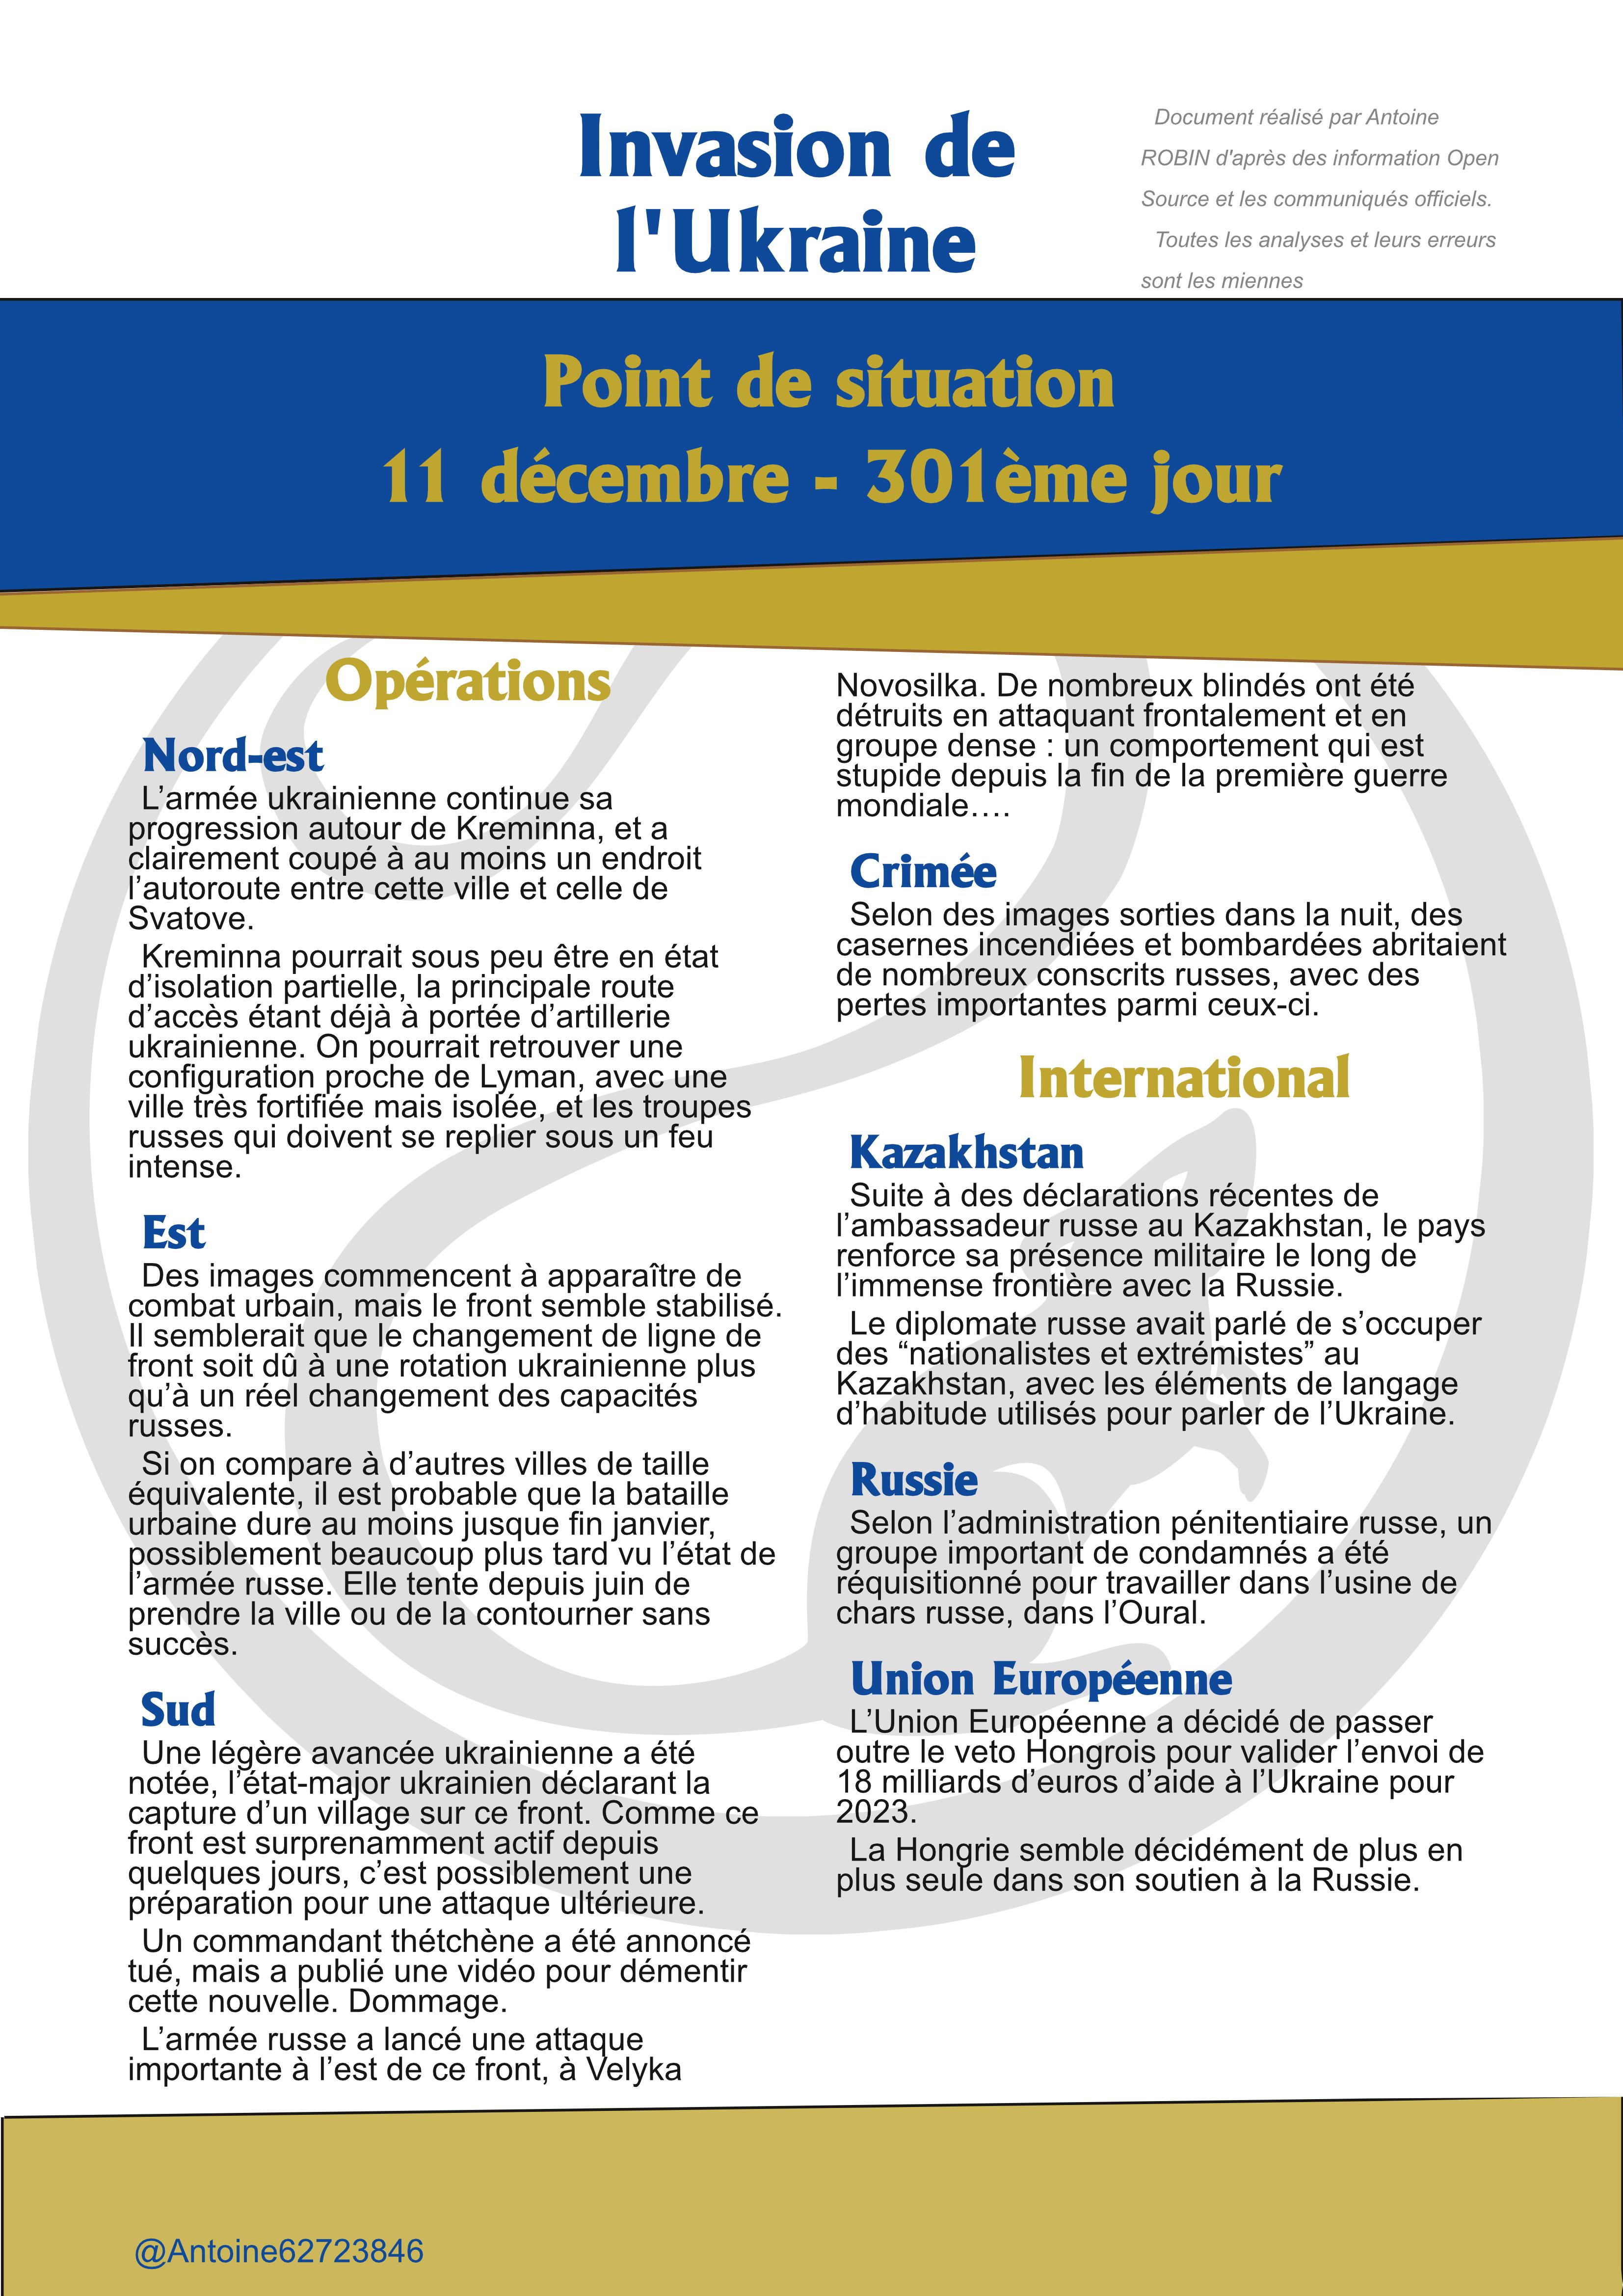 Invasion de
l'Ukraine
Document réalisé par Antoine
ROBIN d'après des information Open
Source et les communiqués officiels.
Toutes les analyses et leurs erreurs
sont les miennes
Point de situation
11 décembre - 301ème jour
Opérations
Nord-est
L’armée ukrainienne continue sa
progression autour de Kreminna, et a
clairement coupé à au moins un endroit
l’autoroute entre cette ville et celle de
Svatove.
Kreminna pourrait sous peu être en état
d’isolation partielle, la principale route
d’accès étant déjà à portée d’artillerie
ukrainienne. On pourrait retrouver une
configuration proche de Lyman, avec une
ville très fortifiée mais isolée, et les troupes
russes qui doivent se replier sous un feu
intense.
Est
Des images commencent à apparaître de
combat urbain, mais le front semble stabilisé.
Il semblerait que le changement de ligne de
front soit dû à une rotation ukrainienne plus
qu’à un réel changement des capacités
russes.
Si on compare à d’autres villes de taille
équivalente, il est probable que la bataille
urbaine dure au moins jusque fin janvier,
possiblement beaucoup plus tard vu l’état de
l’armée russe. Elle tente depuis juin de
prendre la ville ou de la contourner sans
succès.
Sud
Une légère avancée ukrainienne a été
notée, l’état-major ukrainien déclarant la
capture d’un village sur ce front. Comme ce
front est surprenamment actif depuis
quelques jours, c’est possiblement une
préparation pour une attaque ultérieure.
Un commandant thétchène a été annoncé
tué, mais a publié une vidéo pour démentir
cette nouvelle. Dommage.
L’armée russe a lancé une attaque
importante à l’est de ce front, à Velyka
Novosilka. De nombreux blindés ont été
détruits en attaquant frontalement et en
groupe dense : un comportement qui est
stupide depuis la fin de la première guerre
mondiale….
Crimée
Selon des images sorties dans la nuit, des
casernes incendiées et bombardées abritaient
de nombreux conscrits russes, avec des
pertes importantes parmi ceux-ci.
International
Kazakhstan
Suite à des déclarations récentes de
l’ambassadeur russe au Kazakhstan, le pays
renforce sa présence militaire le long de
l’immense frontière avec la Russie.
Le diplomate russe avait parlé de s’occuper
des “nationalistes et extrémistes” au
Kazakhstan, avec les éléments de langage
d’habitude utilisés pour parler de l’Ukraine.
Russie
Selon l’administration pénitentiaire russe, un
groupe important de condamnés a été
réquisitionné pour travailler dans l’usine de
chars russe, dans l’Oural.
Union Européenne
L’Union Européenne a décidé de passer
outre le veto Hongrois pour valider l’envoi de
18 milliards d’euros d’aide à l’Ukraine pour
2023.
La Hongrie semble décidément de plus en
plus seule dans son soutien à la Russie.
@Antoine62723846